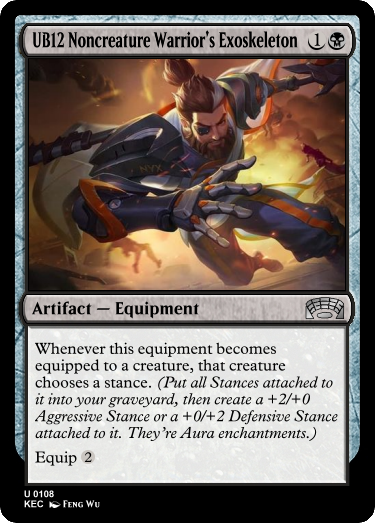 UB12 Noncreature Warrior's Exoskeleton 1
NYX
Artifact — Equipment
Whenever this equipment becomes
equipped to a creature, that creature
chooses a stance. (Put all Stances attached to
it into your graveyard, then create a +2/+0
Aggressive Stance or a +0/+2 Defensive Stance
attached to it. They're Aura enchantments.)
Equip 2
U 0108
KEC Feng Wu